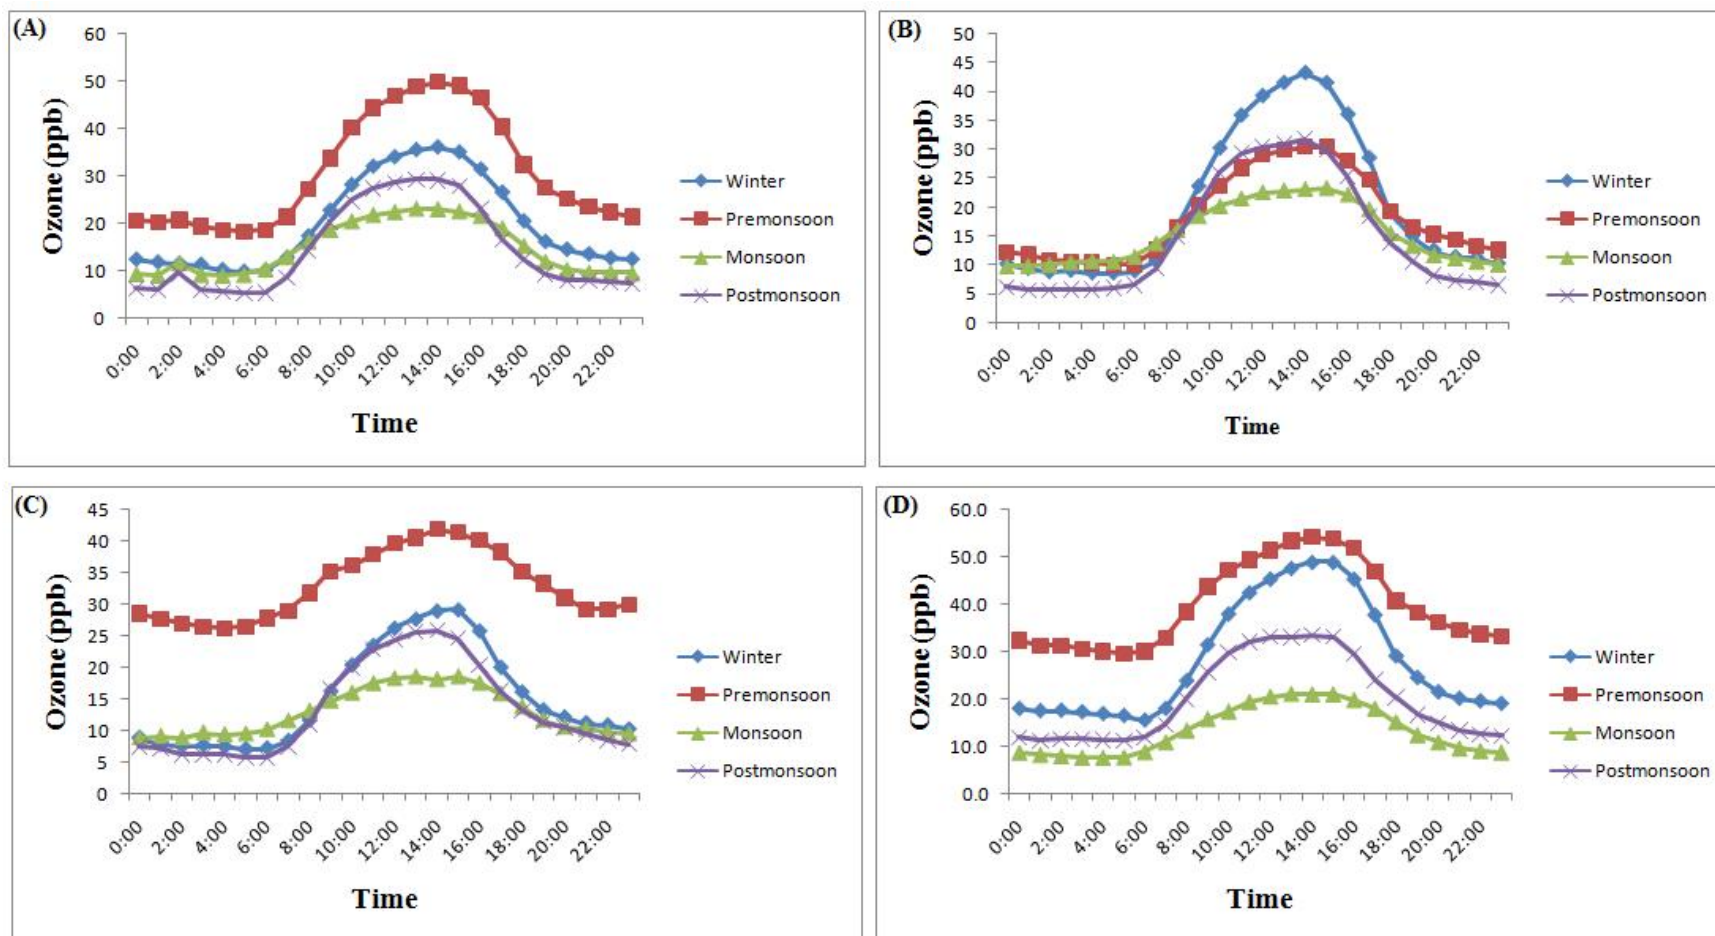 (A)
60
50
40
30
20
10
0
Ozone (ppb)
0:00
2:00
4:00
6:00
8:00
10:00
12:00
14:00
16:00
18:00
20:00
22:00
Time
Winter
Premonsoon
Monsoon
Postmonsoon
(B)
50
45
40
35
30
25
20
15
10
5
0
Ozone (ppb)
0:00
2:00
4:00
6:00
8:00
10:00
12:00
14:00
16:00
18:00
20:00
22:00
Time
Winter
Premonsoon
Monsoon
Postmonsoon
(C)
45
40
35
30
25
20
15
10
5
0
Ozone (ppb)
0:00
2:00
4:00
6:00
8:00
10:00
12:00
14:00
16:00
18:00
20:00
22:00
Time
Winter
Premonsoon
Monsoon
Postmonsoon
(D)
60.0
50.0
40.0
30.0
20.0
10.0
0.0
Ozone (ppb)
0:00
2:00
4:00
6:00
8:00
10:00
12:00
14:00
16:00
18:00
20:00
22:00
Time
Winter
Premonsoon
Monsoon
Postmonsoon